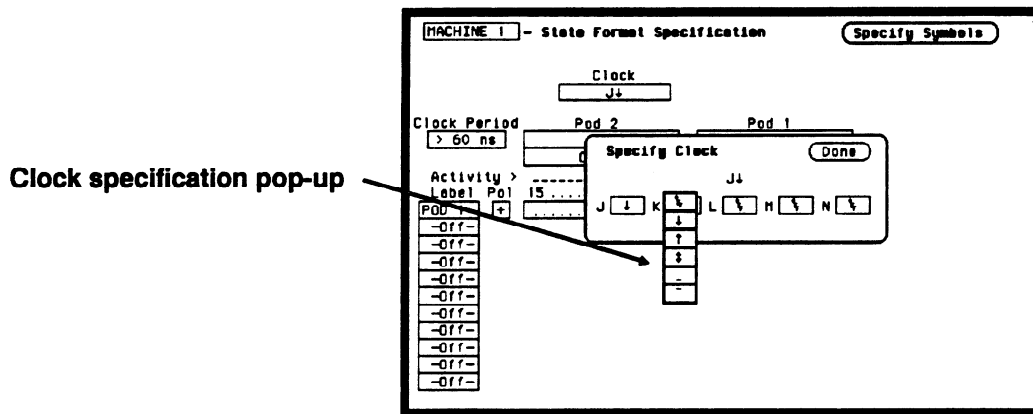 MACHINE 1 - State Format Specification Specify Symbols
Clock
J↓
Clock Period Pod 2 Pod 1
> 60 ns
Specify Clock Done
J↓
Activity > --------
Label Pol 15 ....
POD 1 + ......
J ↓ K L M N
↓
↑
↕
-
-
-Off-
-Off-
-Off-
-Off-
-Off-
-Off-
-Off-
-Off-
-Off-
-Off-
Clock specification pop-up